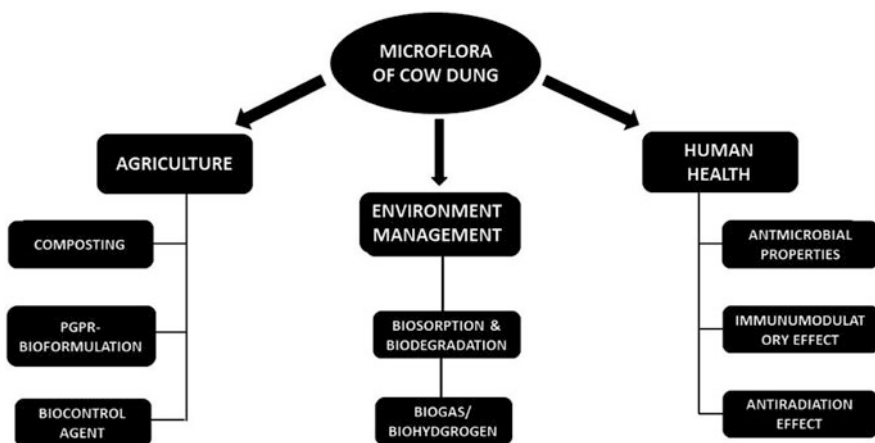 MICROFLORA
OF COW DUNG
AGRICULTURE
COMPOSTING
PGPR-
BIOFORMULATION
BIOCONTROL
AGENT
ENVIRONMENT
MANAGEMENT
BIOSORPTION &
BIODEGRADATION
BIOGAS/
BIOHYDGROGEN
HUMAN
HEALTH
ANTMICROBIAL
PROPERTIES
IMMUNUMODULAT
ORY EFFECT
ANTIRADIATION
EFFECT